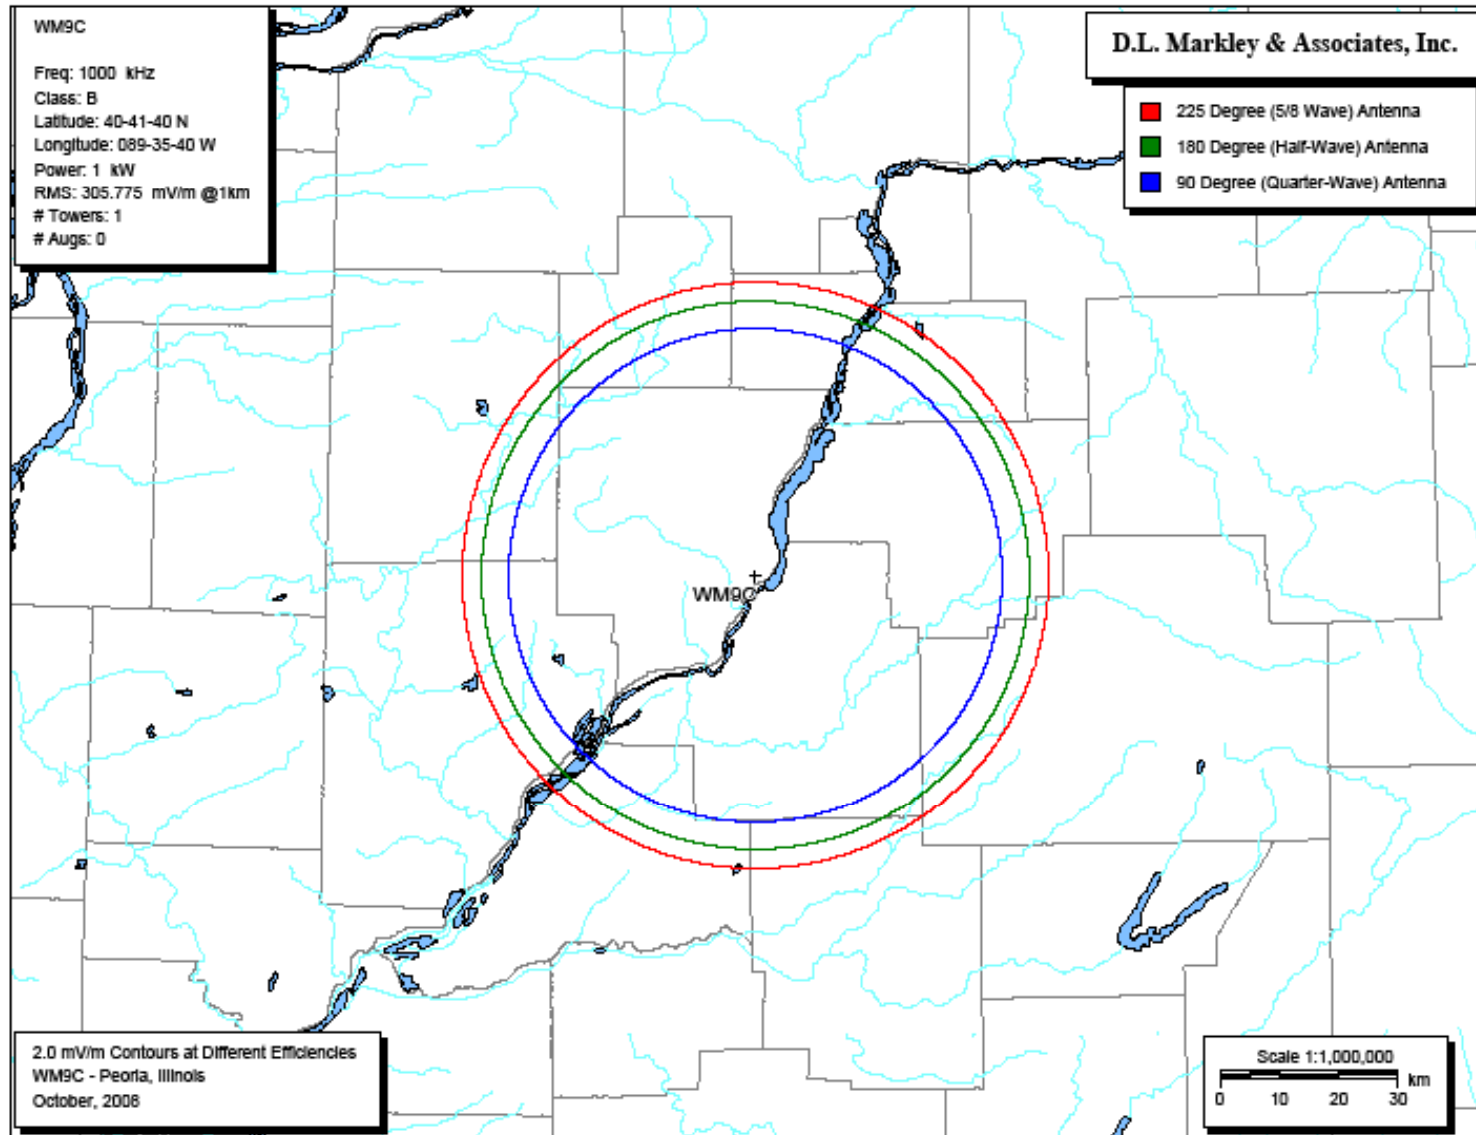 WM9C
Freq: 1000 kHz
Class: B
Latitude: 40-41-40 N
Longitude: 089-35-40 W
Power: 1 kW
RMS: 305.775 mV/m @1km
# Towers: 1
# Augs: 0
D.L. Markley & Associates, Inc.
225 Degree (5/8 Wave) Antenna
180 Degree (Half-Wave) Antenna
90 Degree (Quarter-Wave) Antenna
WM9C
2.0 mV/m Contours at Different Efficiencies
WM9C - Peoria, Illinois
October, 2008
Scale 1:1,000,000
km
0 10 20 30